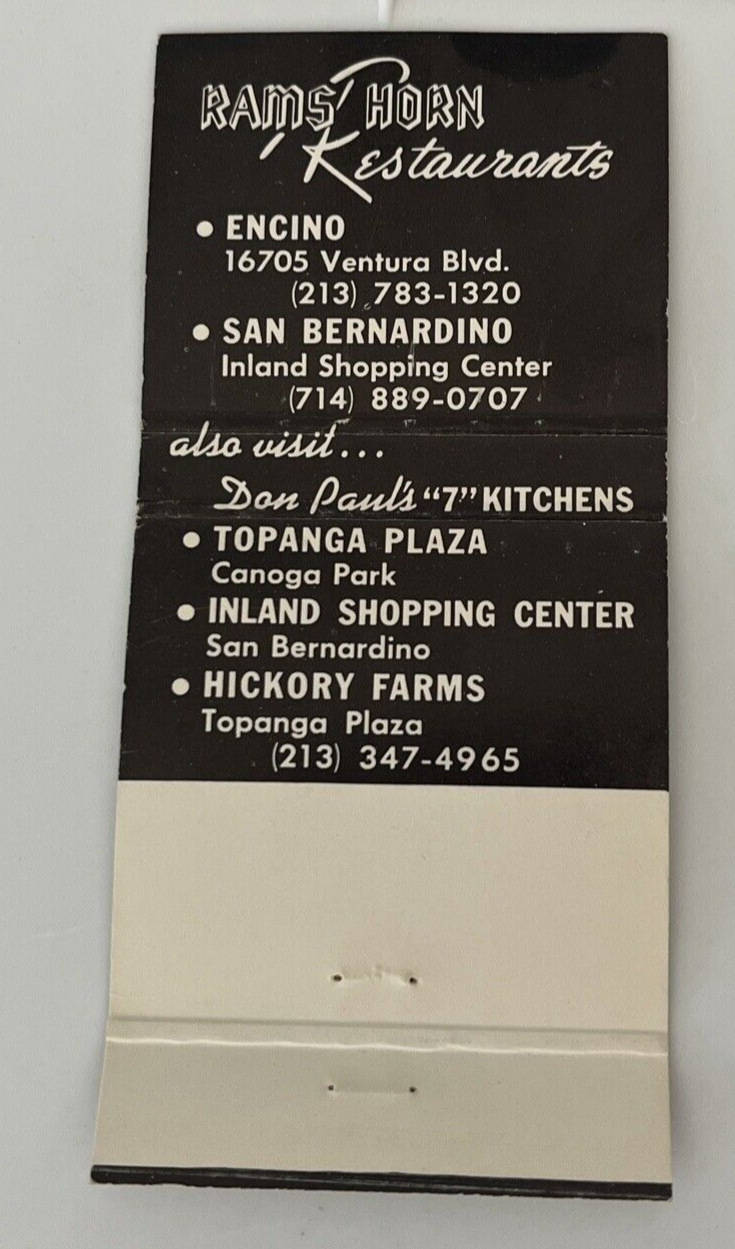 RAMS' HORN
Restaurants
• ENCINO
16705 Ventura Blvd.
(213) 783-1320
• SAN BERNARDINO
Inland Shopping Center
(714) 889-0707
also visit...
Don Paul's "7" KITCHENS
• TOPANGA PLAZA
Canoga Park
• INLAND SHOPPING CENTER
San Bernardino
• HICKORY FARMS
Topanga Plaza
(213) 347-4965